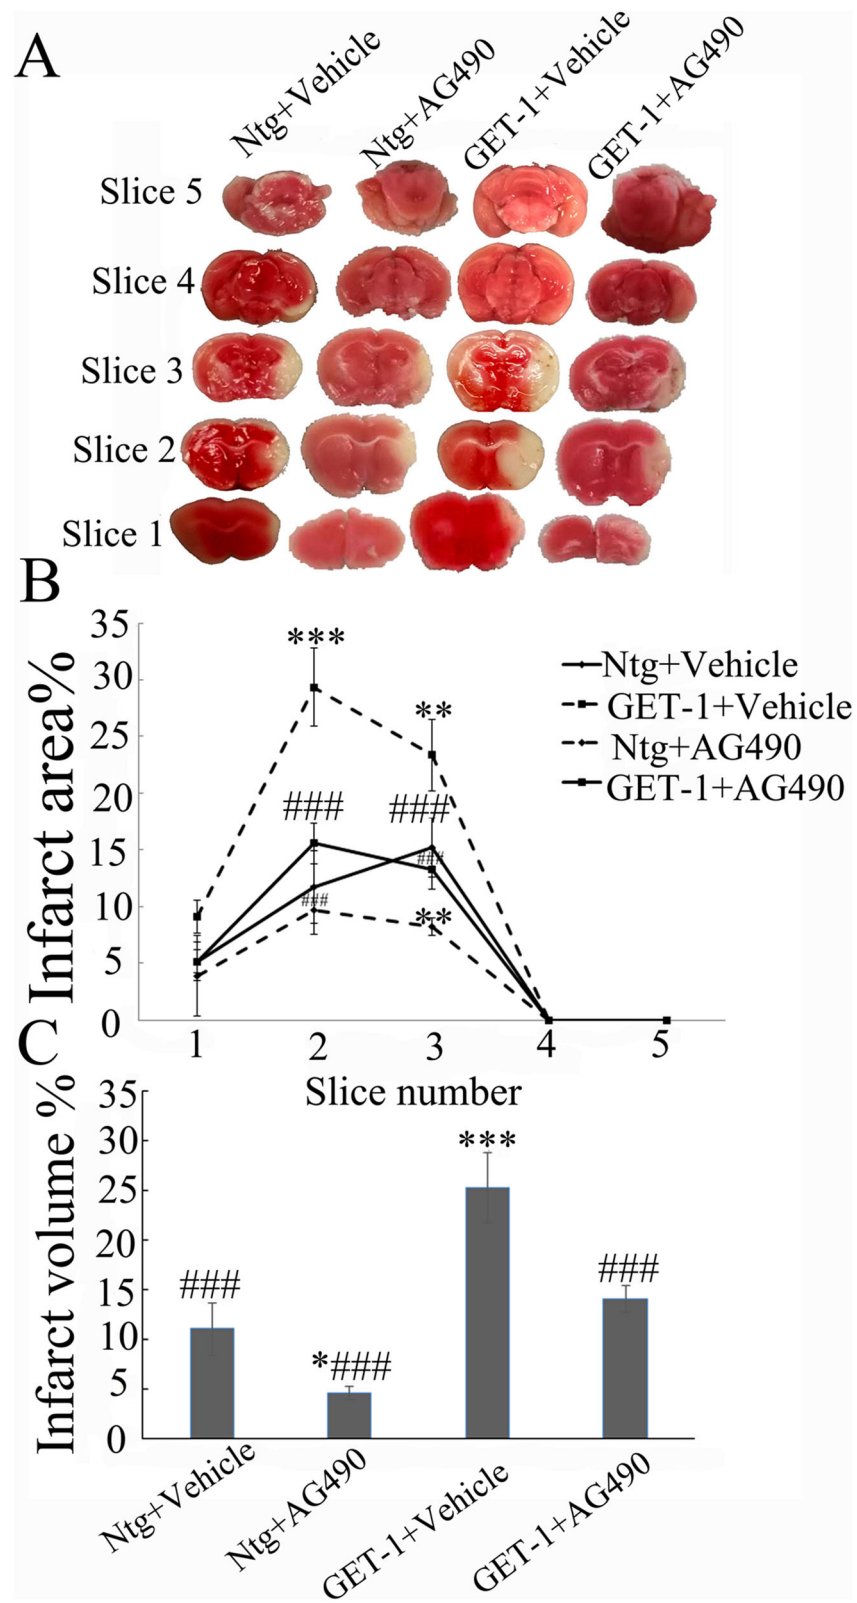 A
Ntg+Vehicle
Ntg+AG490
GET-1+Vehicle
GET-1+AG490
Slice 5
Slice 4
Slice 3
Slice 2
Slice 1
B
Infarct area%
35
30
25
20
15
10
5
0
***
**
###
###
###
###
**
Ntg+Vehicle
GET-1+Vehicle
Ntg+AG490
GET-1+AG490
1 2 3 4 5
Slice number
C
Infarct volume %
35
30
25
20
15
10
5
0
###
*###
***
###
Ntg+Vehicle
Ntg+AG490
GET-1+Vehicle
GET-1+AG490